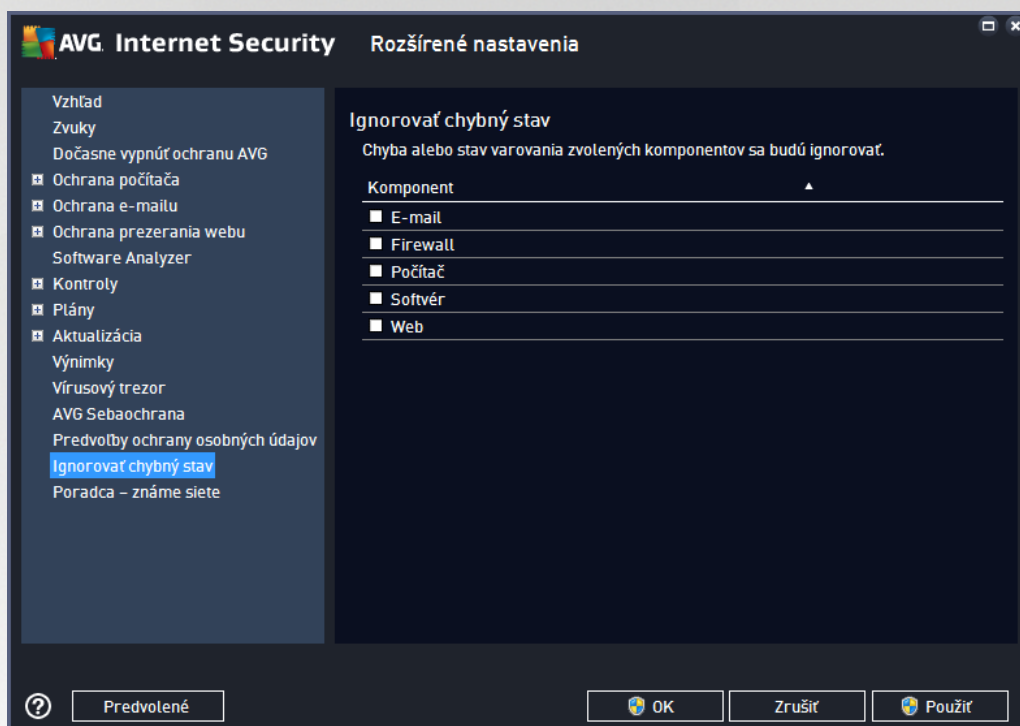 AVG. Internet Security Rozšírené nastavenia
Vzhľad
Zvuky
Dočasne vypnúť ochranu AVG
Ochrana počítača
Ochrana e-mailu
Ochrana prezerania webu
Software Analyzer
Kontroly
Plány
Aktualizácia
Výnimky
Vírusový trezor
AVG Sebaochrana
Predvoľby ochrany osobných údajov
Ignorovať chybný stav
Poradca – známe siete
Ignorovať chybný stav
Chyba alebo stav varovania zvolených komponentov sa budú ignorovať.
Komponent
E-mail
Firewall
Počítač
Softvér
Web
Predvolené
OK
Zrušiť
Použiť